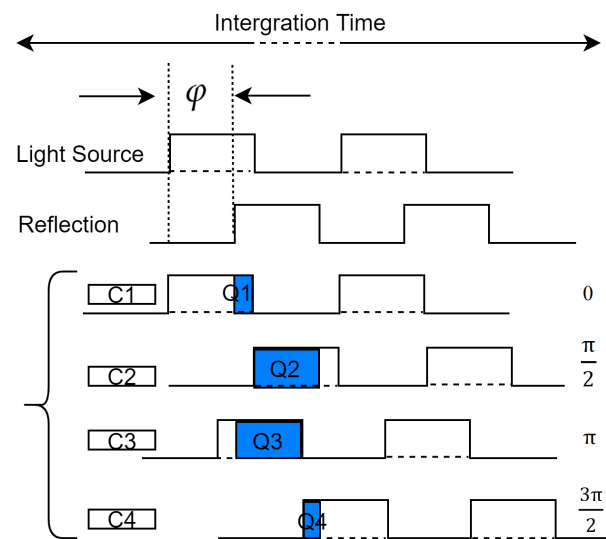 Intergration Time
φ
Light Source
Reflection
C1 Q1 0
C2 Q2 π/2
C3 Q3 π
C4 Q4 3π/2